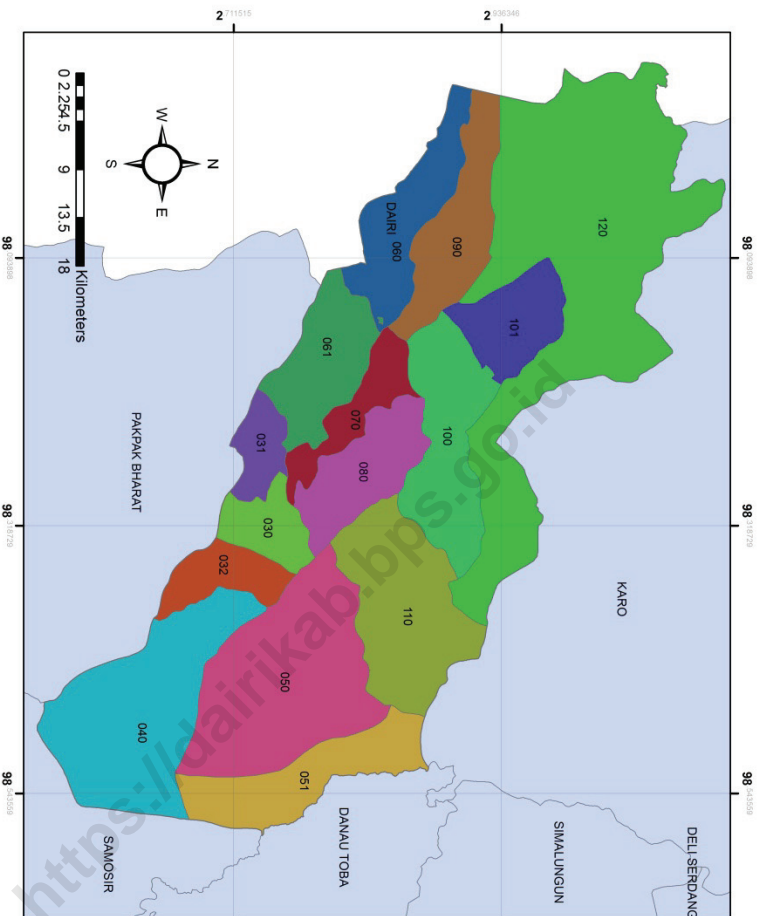 98
98
98
DELI SERDANG
120
KARO
SIMALUNGUN
2
2
101
090
100
DAIRI
060
110
080
070
061
DANAU TOBA
051
050
030
031
032
N
W
E
S
040
PAKPAK BHARAT
SAMOSIR
0 2.254.5 9 13.5 18
Kilometers
98
98
98
https://dairikab.bps.go.id